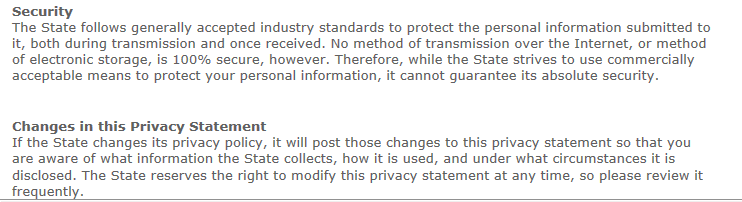 Security
The State follows generally accepted industry standards to protect the personal information submitted to
it, both during transmission and once received. No method of transmission over the Internet, or method
of electronic storage, is 100% secure, however. Therefore, while the State strives to use commercially
acceptable means to protect your personal information, it cannot guarantee its absolute security.
Changes in this Privacy Statement
If the State changes its privacy policy, it will post those changes to this privacy statement so that you
are aware of what information the State collects, how it is used, and under what circumstances it is
disclosed. The State reserves the right to modify this privacy statement at any time, so please review it
frequently.